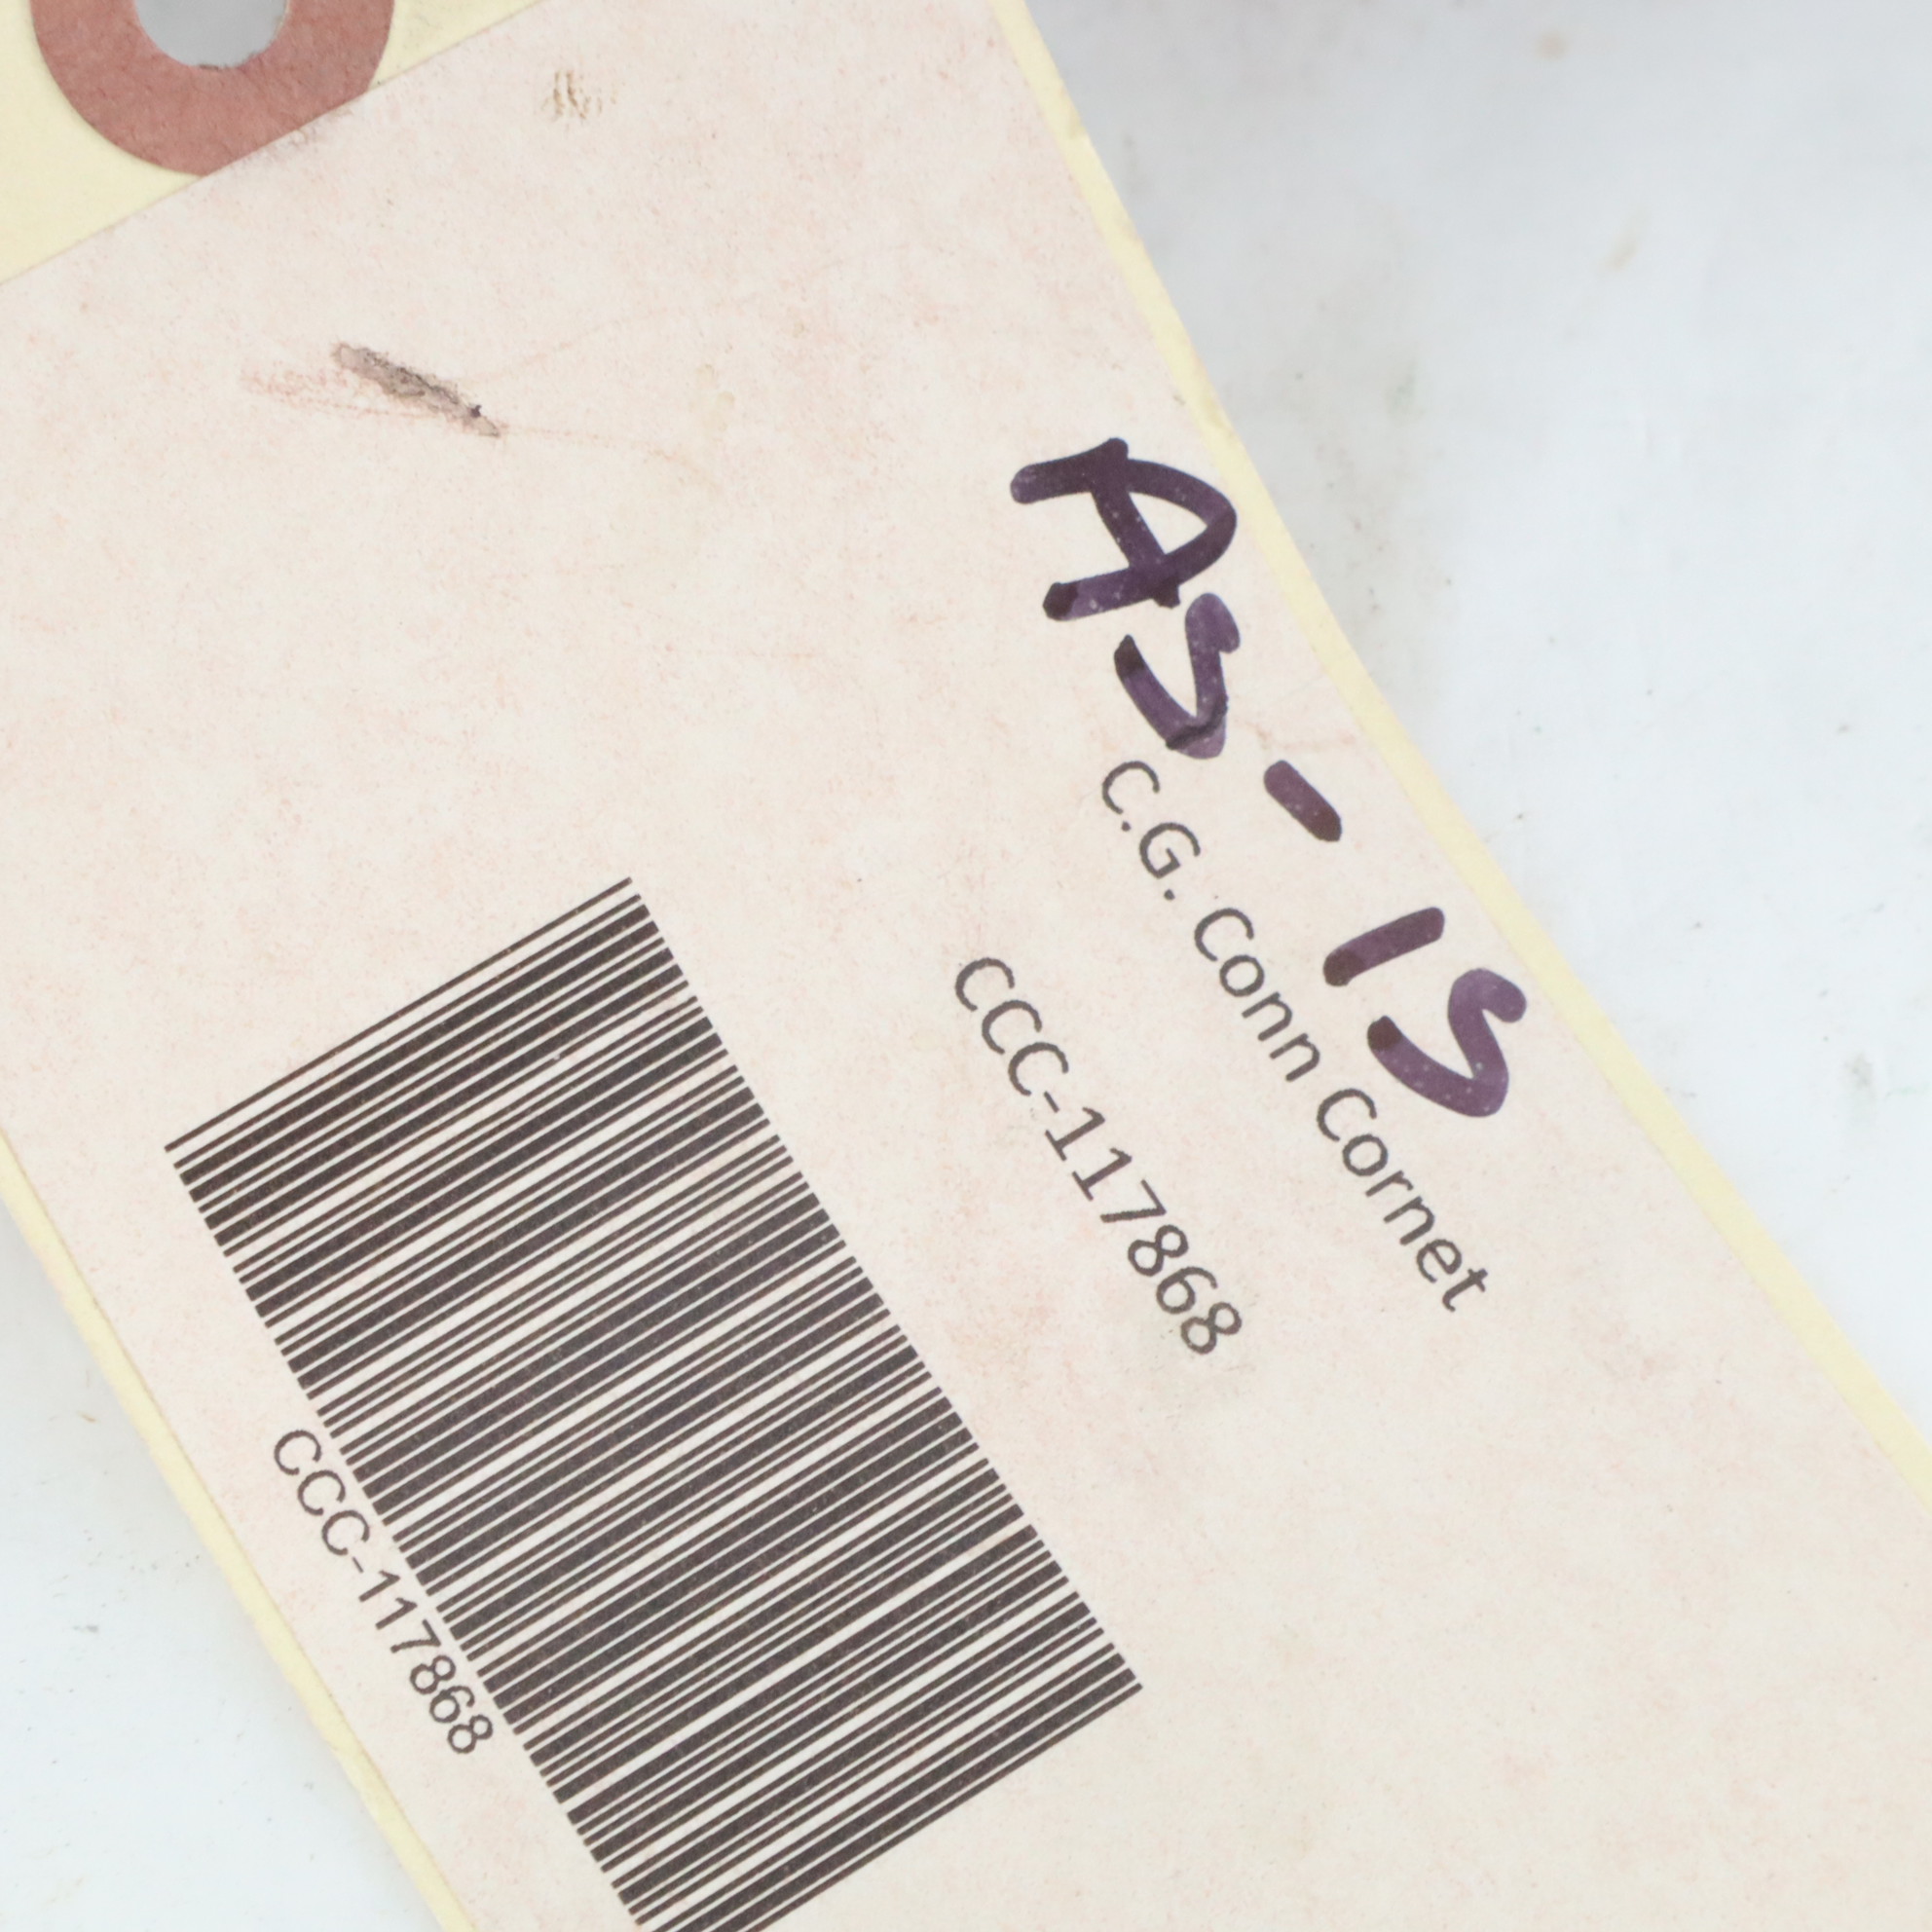 As-is
C.G. Conn Cornet
CCC-117868
CCC-117868